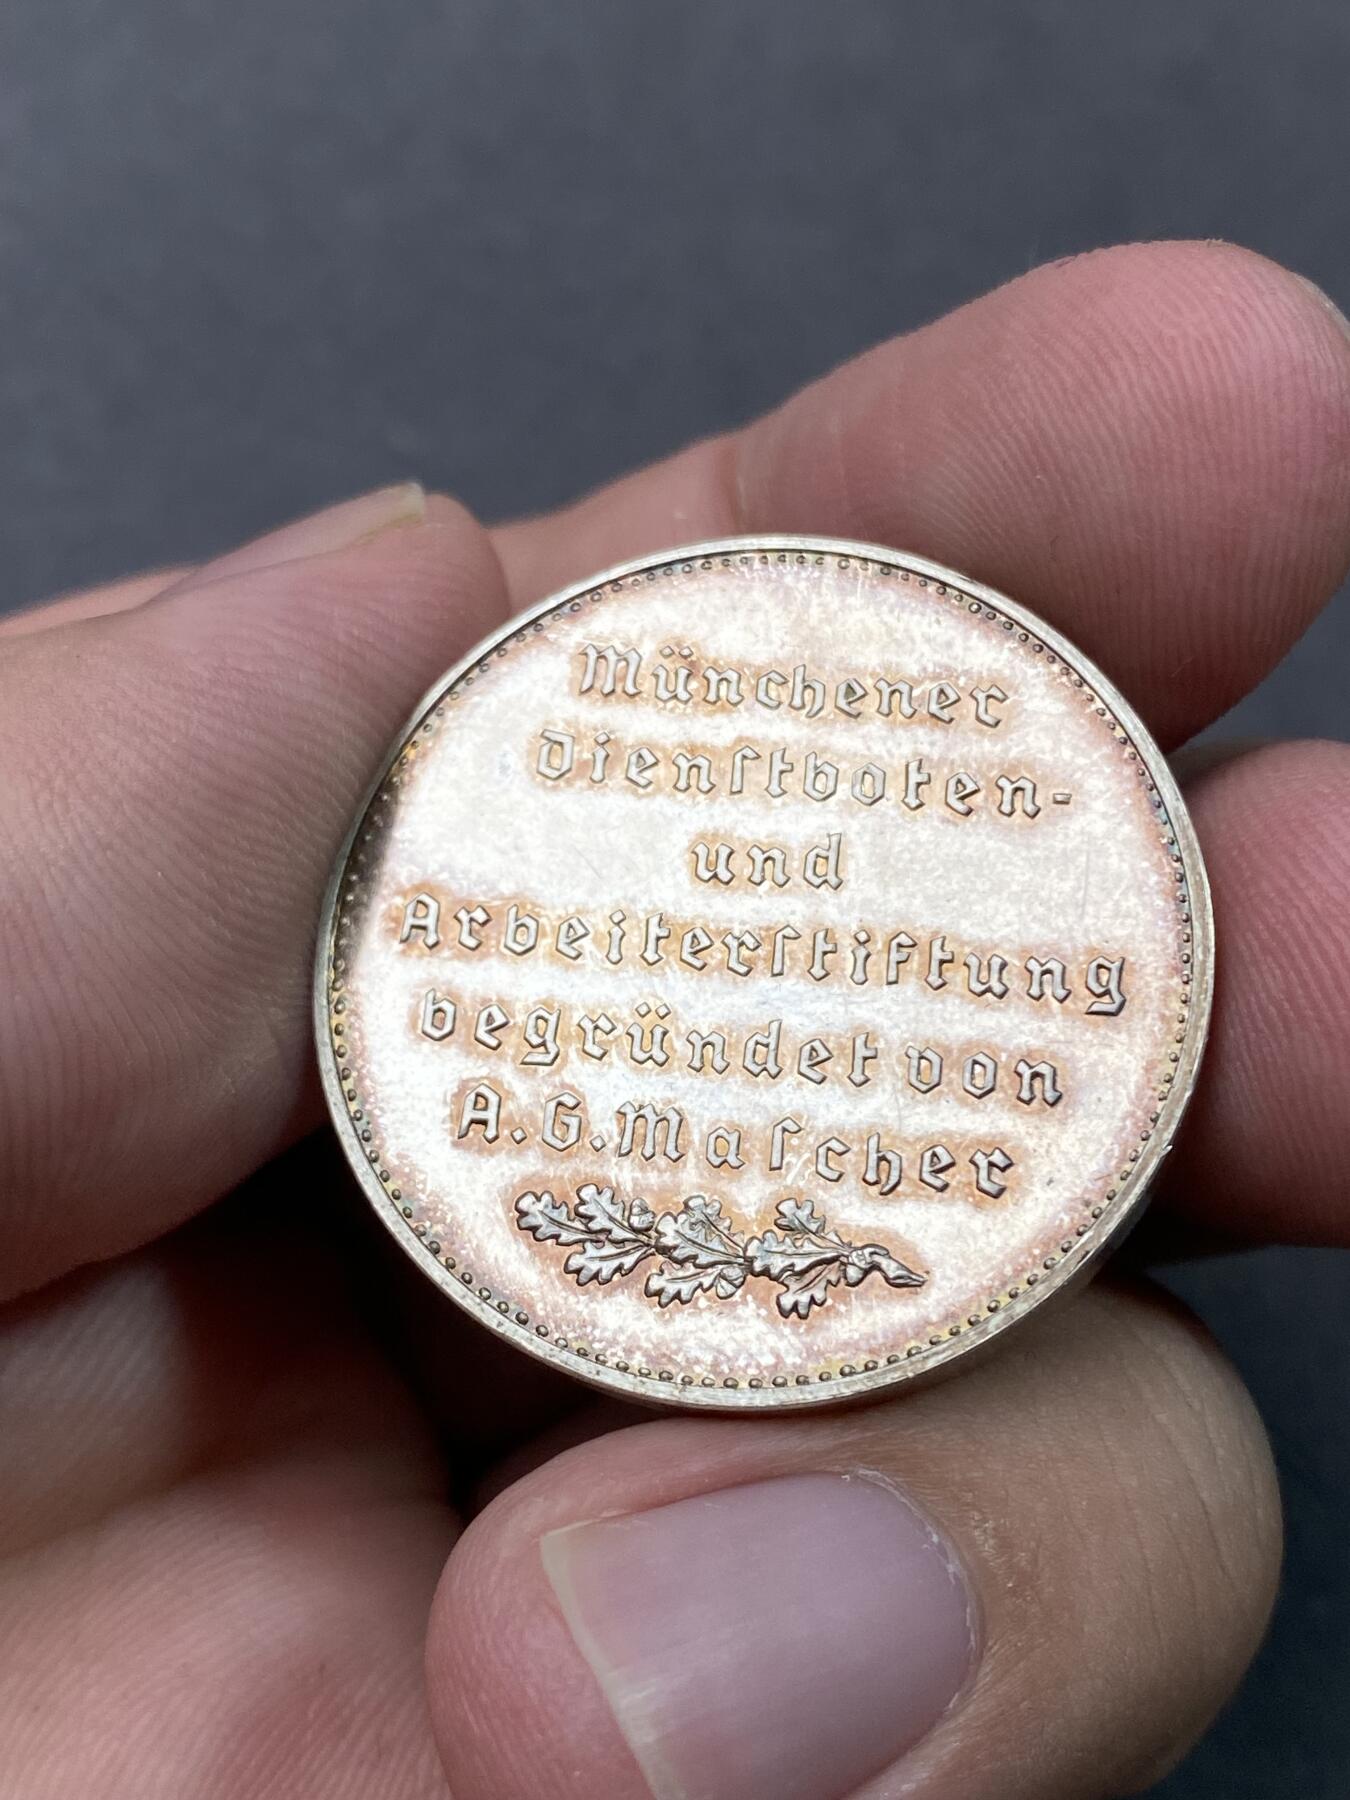 Münchener
Dienſtboten-
und
Arbeiterſtiftung
begründet von
A. G. Maſcher